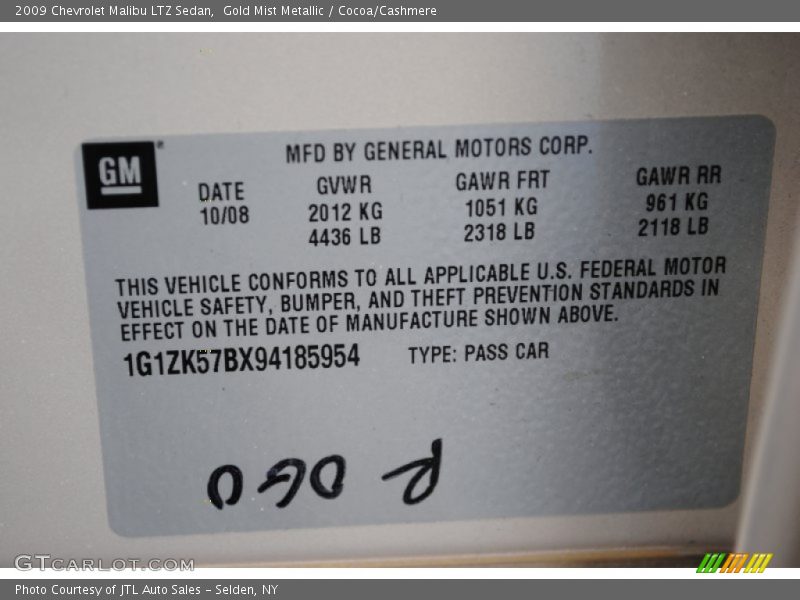 2009 Chevrolet Malibu LTZ Sedan,  Gold Mist Metallic / Cocoa/Cashmere
GM
MFD BY GENERAL MOTORS CORP.
DATE GVWR GAWR FRT GAWR RR
10/08 2012 KG 1051 KG 961 KG
4436 LB 2318 LB 2118 LB
THIS VEHICLE CONFORMS TO ALL APPLICABLE U.S. FEDERAL MOTOR
VEHICLE SAFETY, BUMPER, AND THEFT PREVENTION STANDARDS IN
EFFECT ON THE DATE OF MANUFACTURE SHOWN ABOVE.
1G1ZK57BX94185954 TYPE: PASS CAR
GTCARLOT.COM
Photo Courtesy of JTL Auto Sales – Selden, NY